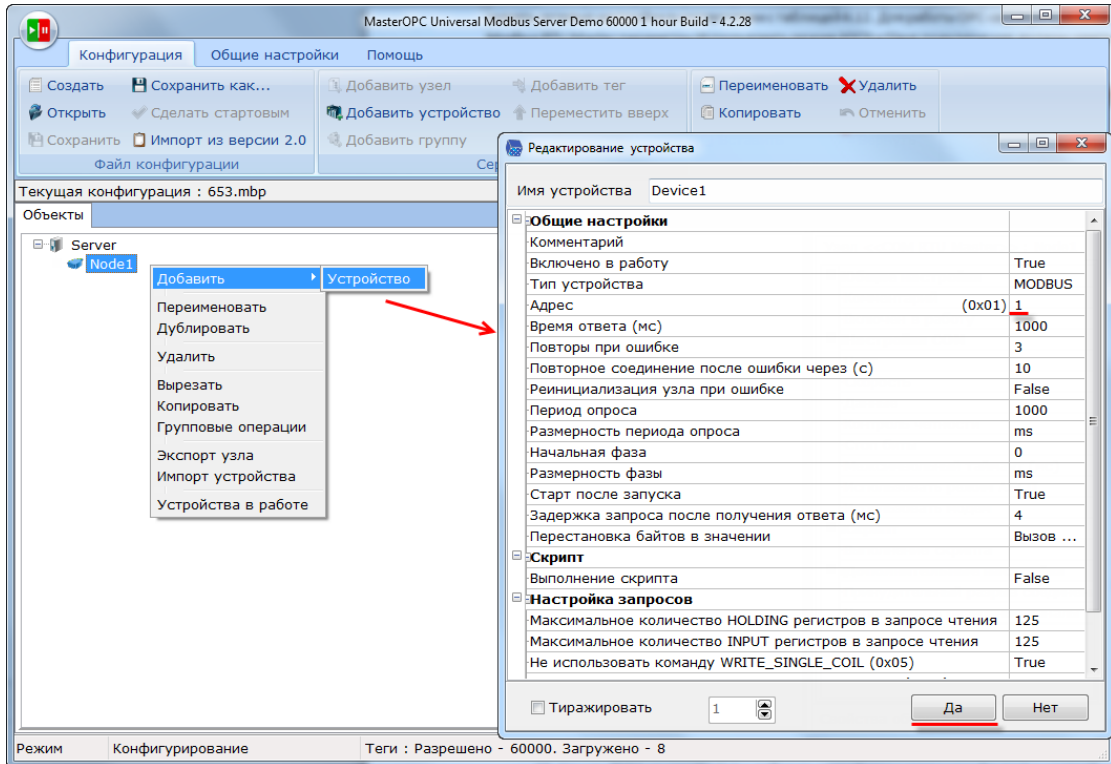 MasterOPC Universal Modbus Server Demo 60000 1 hour Build - 4.2.28
Конфигурация Общие настройки Помощь
Создать Сохранить как... Добавить узел Добавить тег Переименовать Удалить
Открыть Сделать стартовым Добавить устройство Переместить вверх Копировать Отменить
Сохранить Импорт из версии 2.0 Добавить группу
Файл конфигурации
Текущая конфигурация : 653.mbp
Объекты
Server
Node1
Добавить Устройство
Переименовать
Дублировать
Удалить
Вырезать
Копировать
Групповые операции
Экспорт узла
Импорт устройства
Устройства в работе
Редактирование устройства
Имя устройства Device1
Общие настройки
Комментарий
Включено в работу True
Тип устройства MODBUS
Адрес (0x01) 1
Время ответа (мс) 1000
Повторы при ошибке 3
Повторное соединение после ошибки через (с) 10
Реинициализация узла при ошибке False
Период опроса 1000
Размерность периода опроса ms
Начальная фаза 0
Размерность фазы ms
Старт после запуска True
Задержка запроса после получения ответа (мс) 4
Перестановка байтов в значении Вызов ...
Скрипт
Выполнение скрипта False
Настройка запросов
Максимальное количество HOLDING регистров в запросе чтения 125
Максимальное количество INPUT регистров в запросе чтения 125
Не использовать команду WRITE_SINGLE_COIL (0x05) True
Тиражировать 1 Да Нет
Режим Конфигурирование Теги : Разрешено - 60000. Загружено - 8